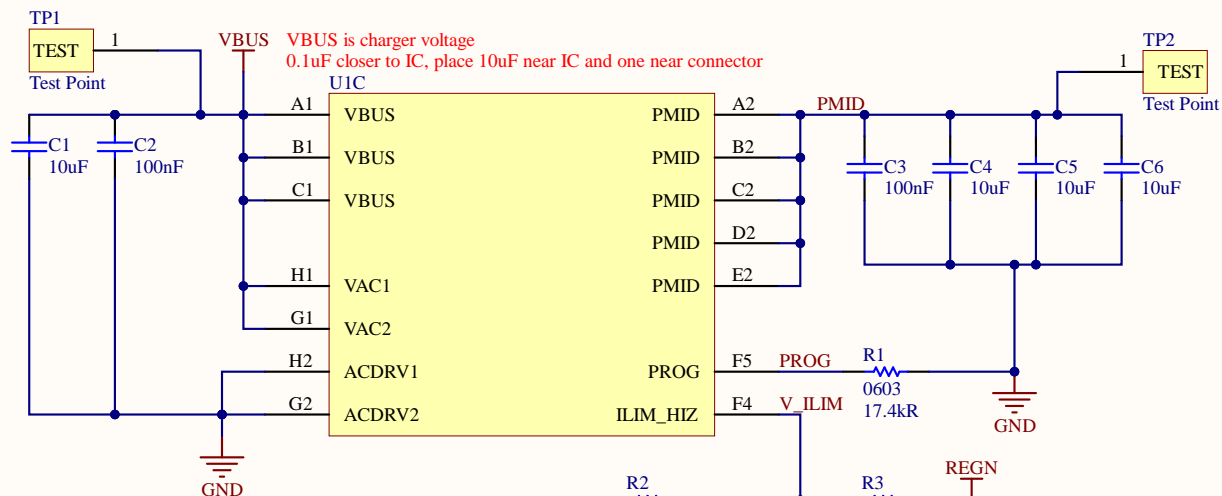 TP1
TEST
1
Test Point
VBUS
VBUS is charger voltage
0.1uF closer to IC, place 10uF near IC and one near connector
U1C
TP2
1
TEST
Test Point
A1
VBUS
PMID
A2
PMID
B1
VBUS
PMID
B2
C1
VBUS
PMID
C2
PMID
D2
H1
VAC1
PMID
E2
G1
VAC2
H2
ACDRV1
PROG
F5
PROG
G2
ACDRV2
ILIM_HIZ
F4
V_ILIM
C1
10uF
C2
100nF
C3
100nF
C4
10uF
C5
10uF
C6
10uF
R1
0603
17.4kR
GND
GND
R2
R3
REGN